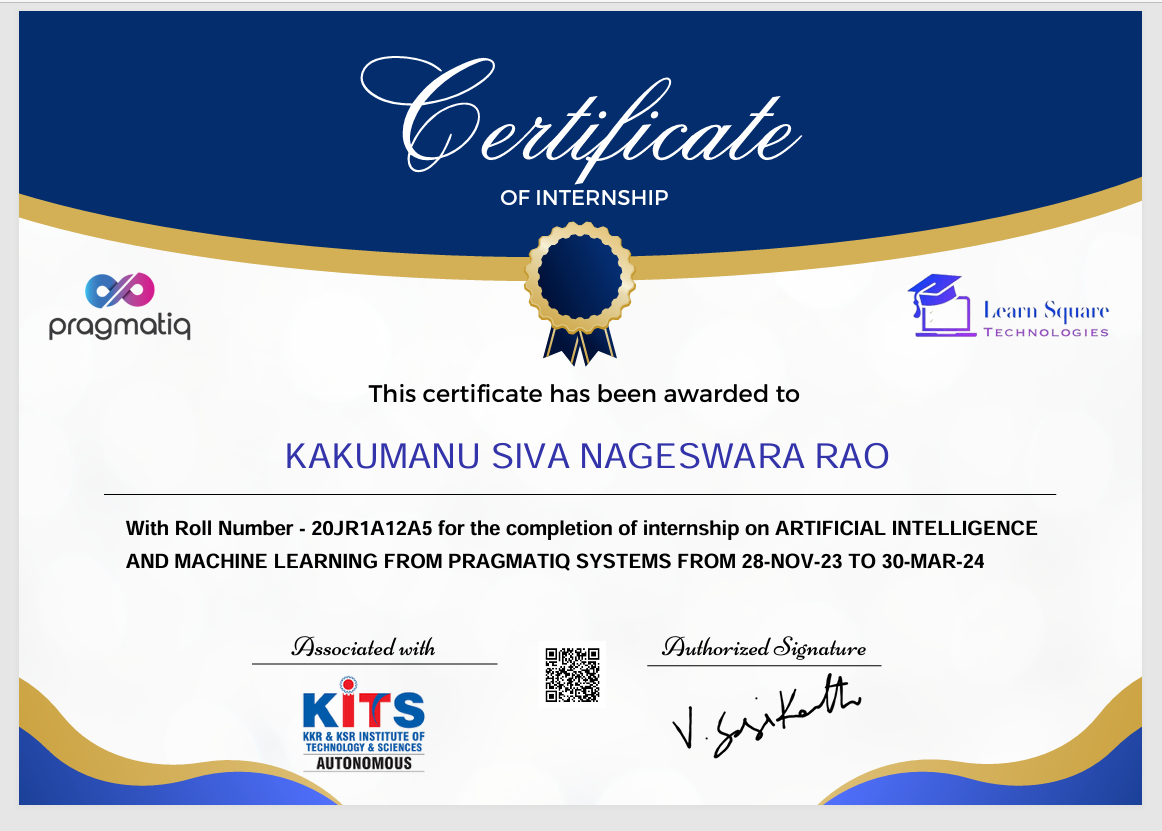 Certificate
OF INTERNSHIP
pragmatiq
Learn Square
TECHNOLOGIES
This certificate has been awarded to
KAKUMANU SIVA NAGESWARA RAO
With Roll Number - 20JR1A12A5 for the completion of internship on ARTIFICIAL INTELLIGENCE
AND MACHINE LEARNING FROM PRAGMATIQ SYSTEMS FROM 28-NOV-23 TO 30-MAR-24
Associated with
Authorized Signature
KiTS
KKR & KSR INSTITUTE OF
TECHNOLOGY & SCIENCES
AUTONOMOUS